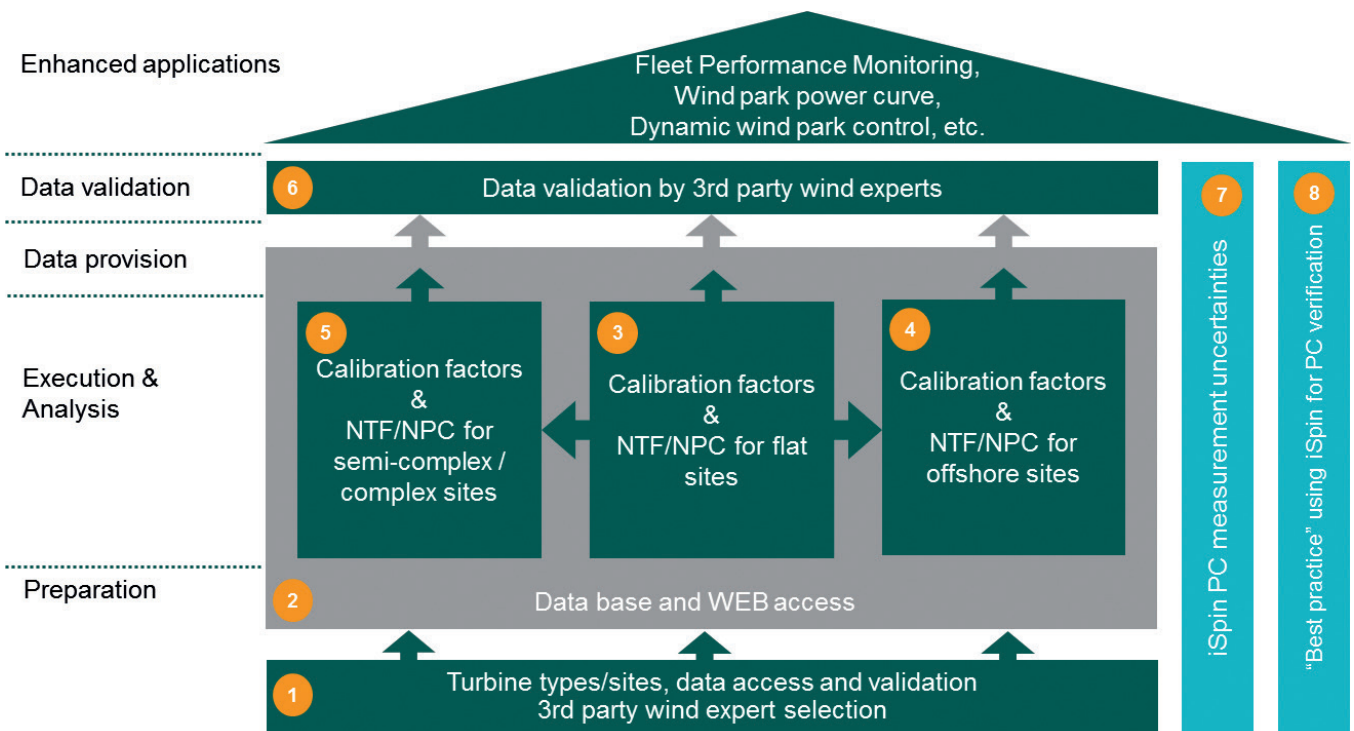 Enhanced applications
Fleet Performance Monitoring,
Wind park power curve,
Dynamic wind park control, etc.
Data validation
6
Data validation by 3rd party wind experts
Data provision
Execution &
Analysis
5
Calibration factors
&
NTF/NPC for
semi-complex /
complex sites
3
Calibration factors
&
NTF/NPC for flat
sites
4
Calibration factors
&
NTF/NPC for
offshore sites
Preparation
2
Data base and WEB access
1
Turbine types/sites, data access and validation
3rd party wind expert selection
7
iSpin PC measurement uncertainties
8
“Best practice” using iSpin for PC verification